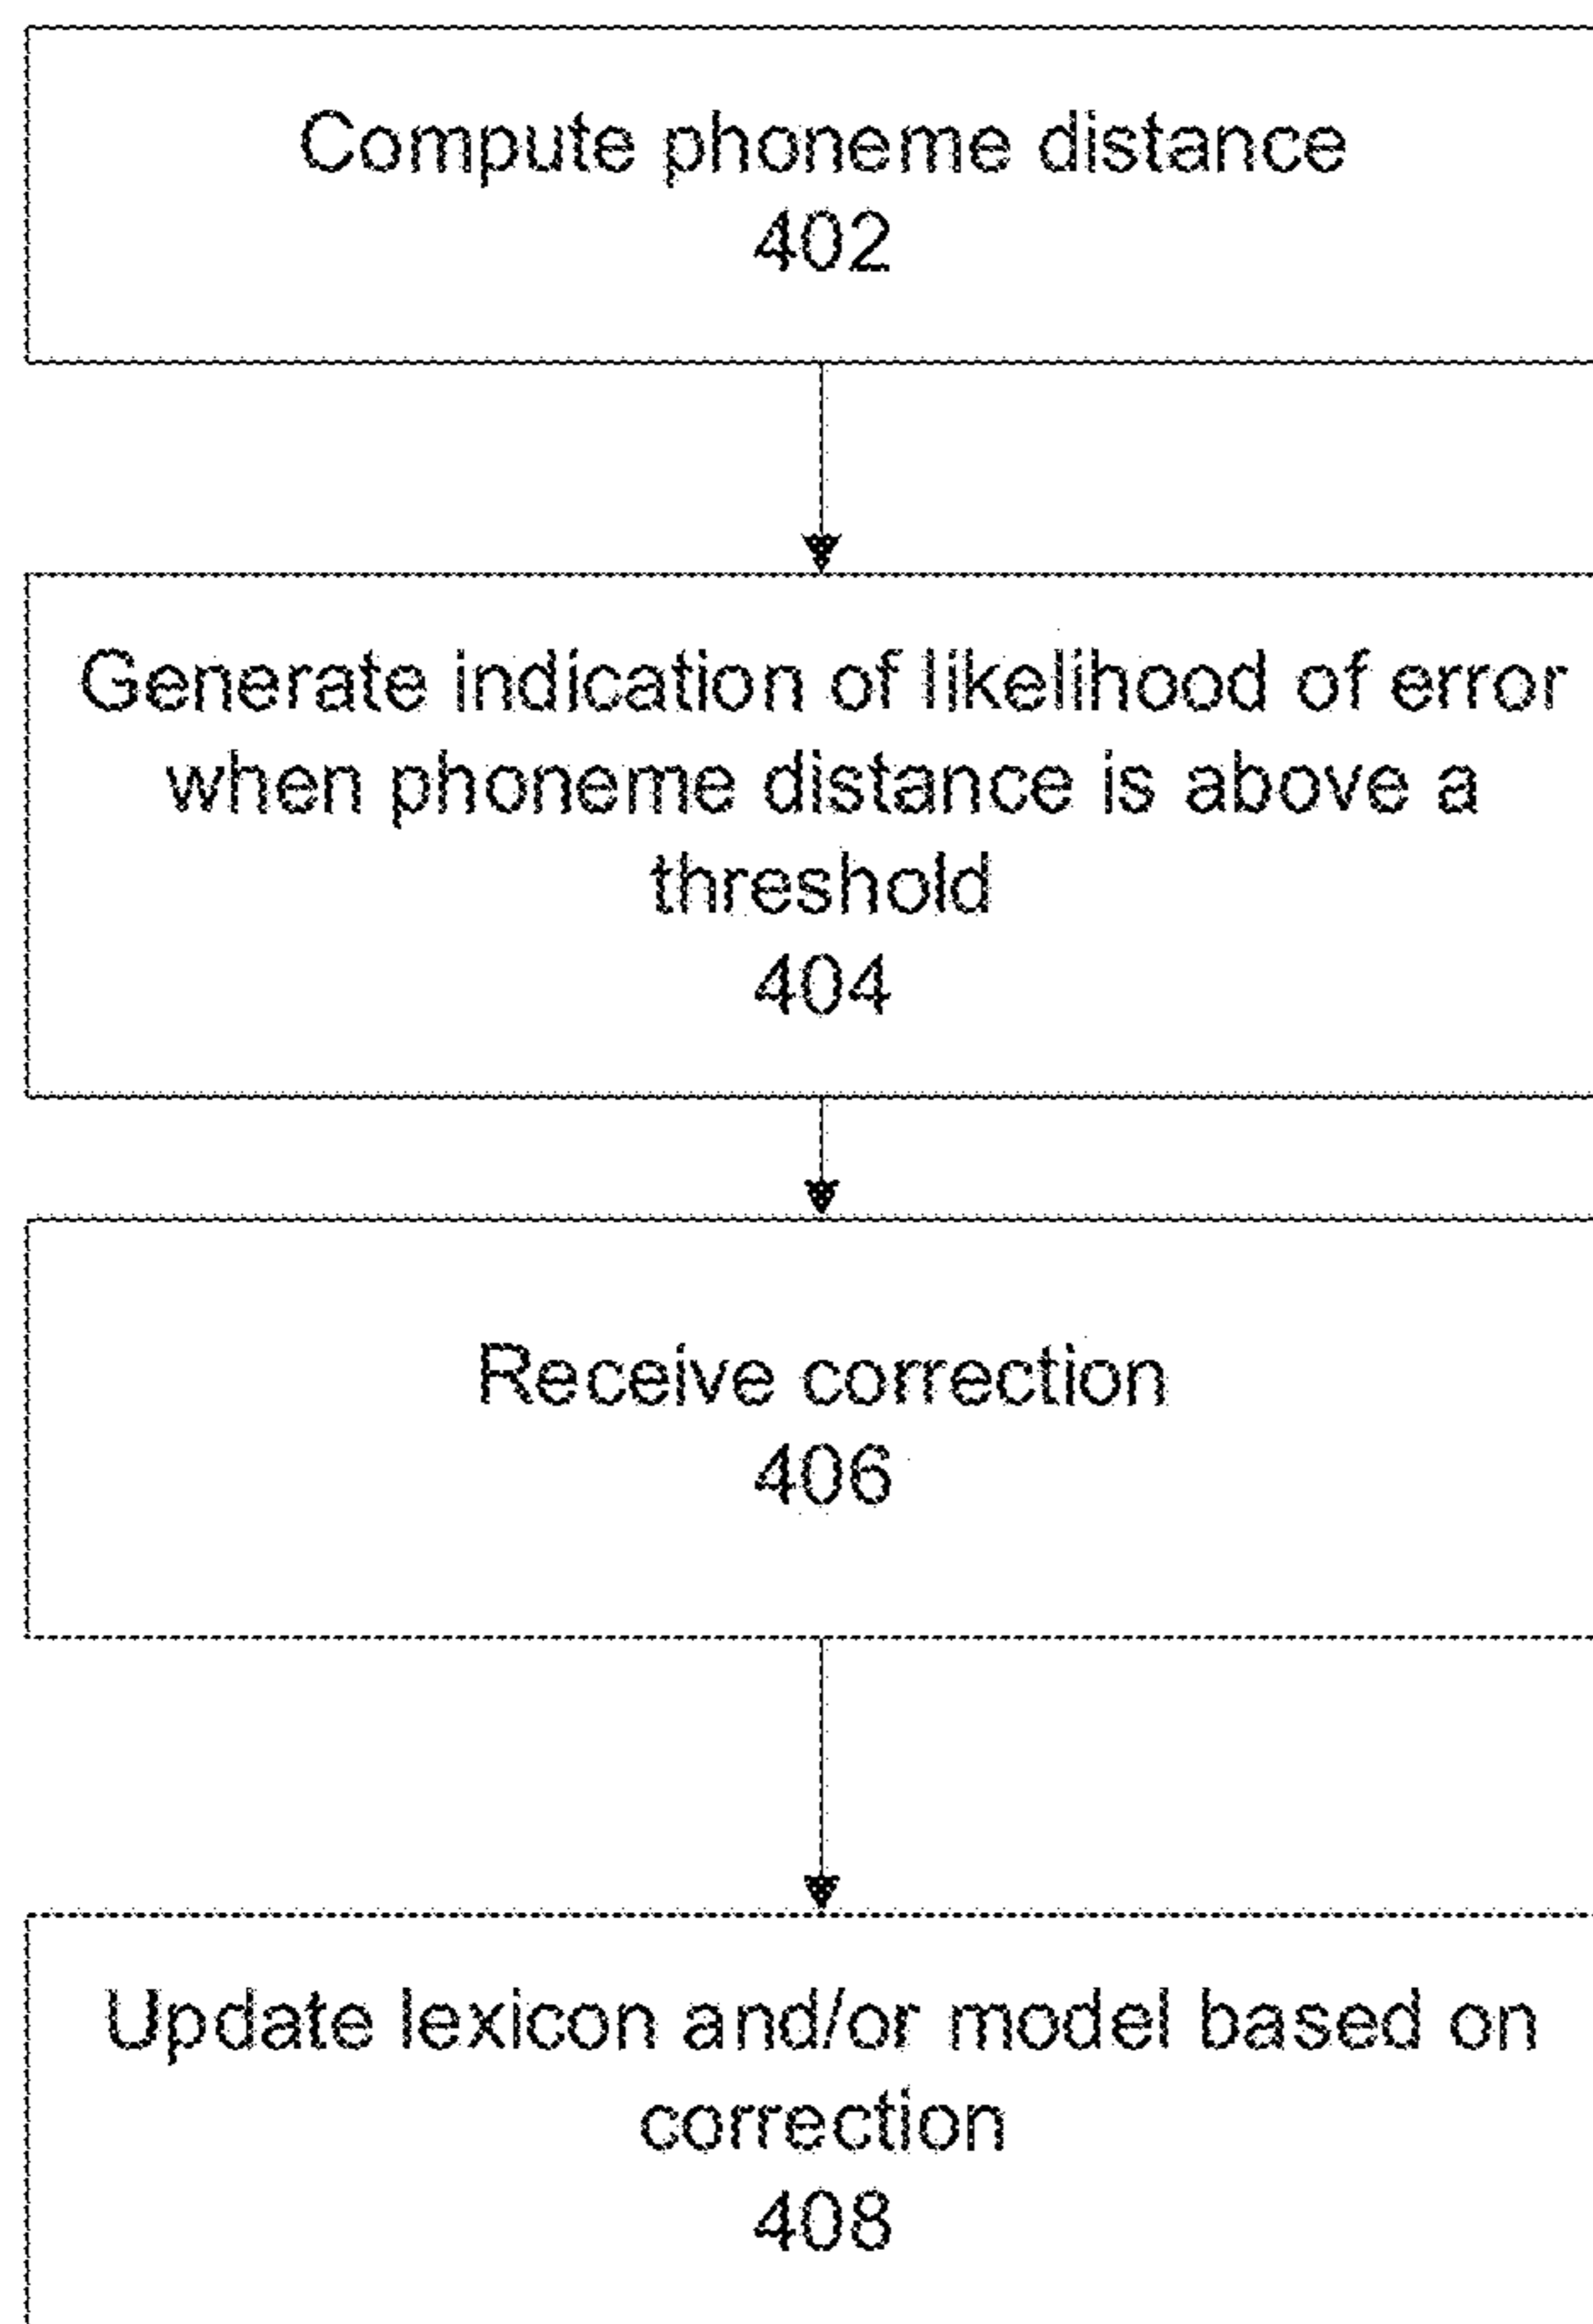 Compute phoneme distance
402
Generate indication of likelihood of error
when phoneme distance is above a
threshold
404
Receive correction
406
Update lexicon and/or model based on
correction
408